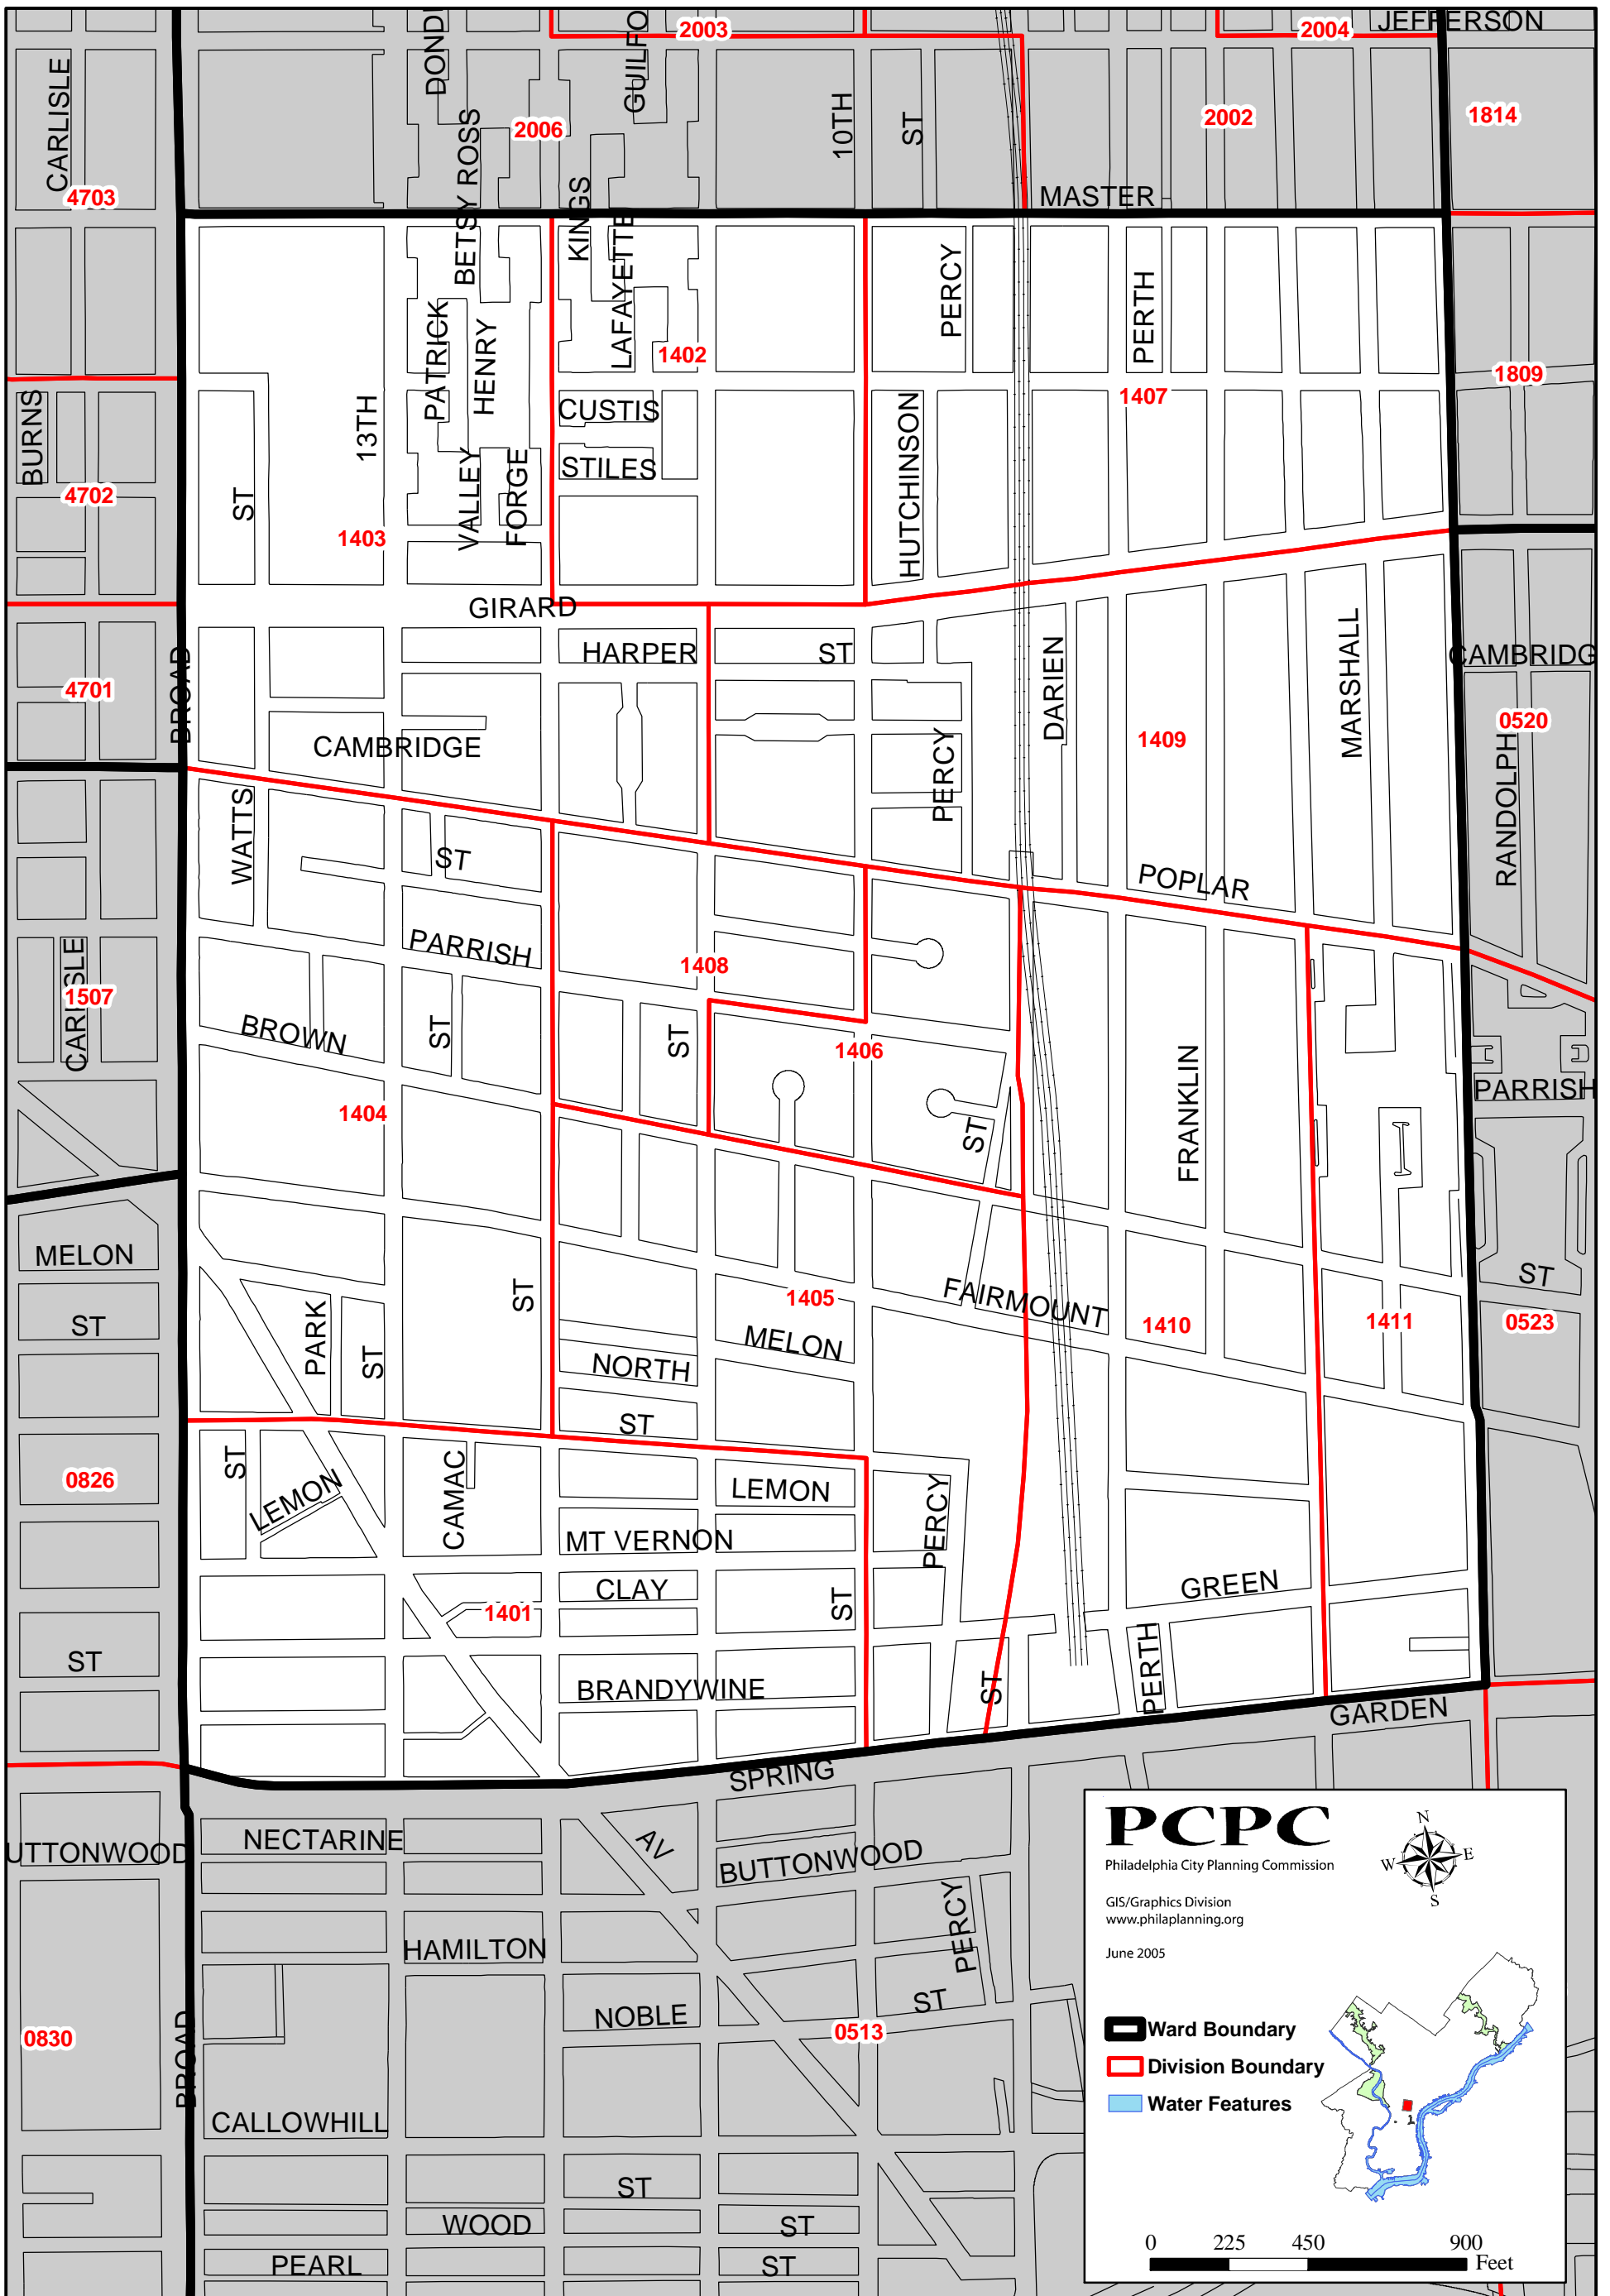 JEFFERSON
2003
2004
DONDI
GUILFO
CARLISLE
10TH
ST
2006
BETSY ROSS
2002
1814
4703
KINGS
MASTER
LAFAYETTE
PERCY
PERTH
PATRICK
HENRY
1402
1809
1407
BURNS
13TH
CUSTIS
HUTCHINSON
STILES
4702
ST
VALLEY
FORGE
1403
GIRARD
HARPER
ST
DARIEN
MARSHALL
CAMBRIDG
4701
BROAD
CAMBRIDGE
0520
1409
PERCY
RANDOLPH
WATTS
ST
POPLAR
PARRISH
1408
CARLISLE
1507
BROWN
ST
ST
1406
FRANKLIN
PARRISH
1404
ST
MELON
ST
ST
FAIRMOUNT
1405
1410
1411
0523
ST
PARK
ST
MELON
NORTH
ST
0826
ST
LEMON
CAMAC
LEMON
PERCY
MT VERNON
CLAY
ST
GREEN
1401
ST
BRANDYWINE
ST
PERTH
GARDEN
SPRING
UTTONWOOD
NECTARINE
AV
BUTTONWOOD
PERCY
HAMILTON
NOBLE
ST
0830
BROAD
0513
CALLOWHILL
ST
WOOD
ST
PEARL
ST
PCPC
Philadelphia City Planning Commission
N
W
E
S
GIS/Graphics Division
www.philaplanning.org
June 2005
Ward Boundary
Division Boundary
Water Features
0 225 450 900
Feet